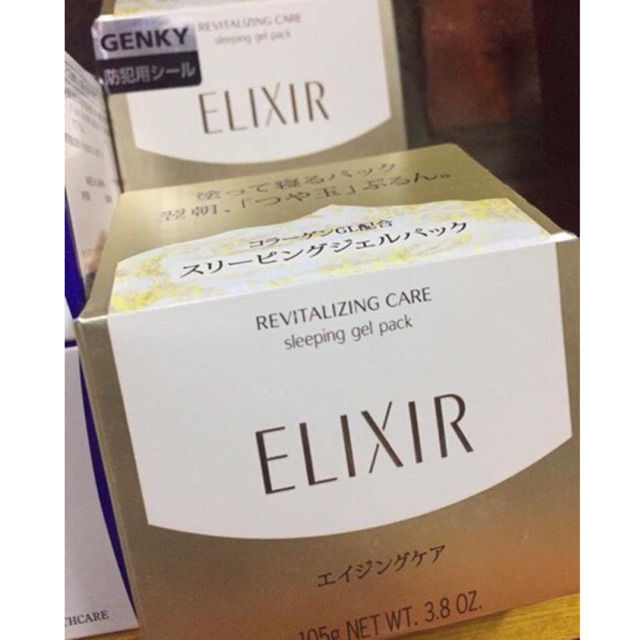 GENKY
防犯用シール
REVITALIZING CARE
sleeping gel pack
ELIXIR
塗って寝るパック
翌朝、「つや玉」ぷるん。
コラーゲンGL配合
スリーピングジェルパック
REVITALIZING CARE
sleeping gel pack
ELIXIR
エイジングケア
105g NET WT. 3.8 OZ.
THCARE